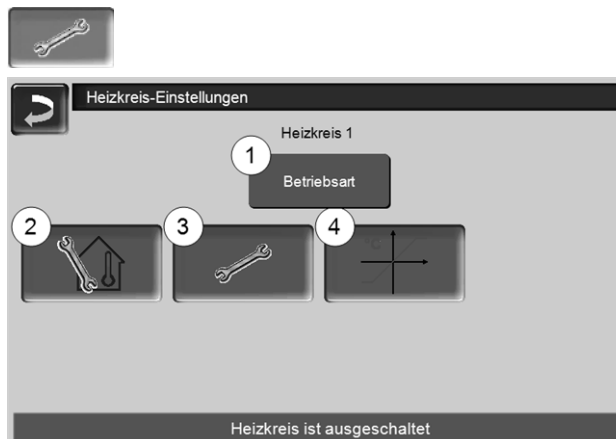 Heizkreis-Einstellungen
Heizkreis 1
1
Betriebsart
2
3
4
°C
Heizkreis ist ausgeschaltet